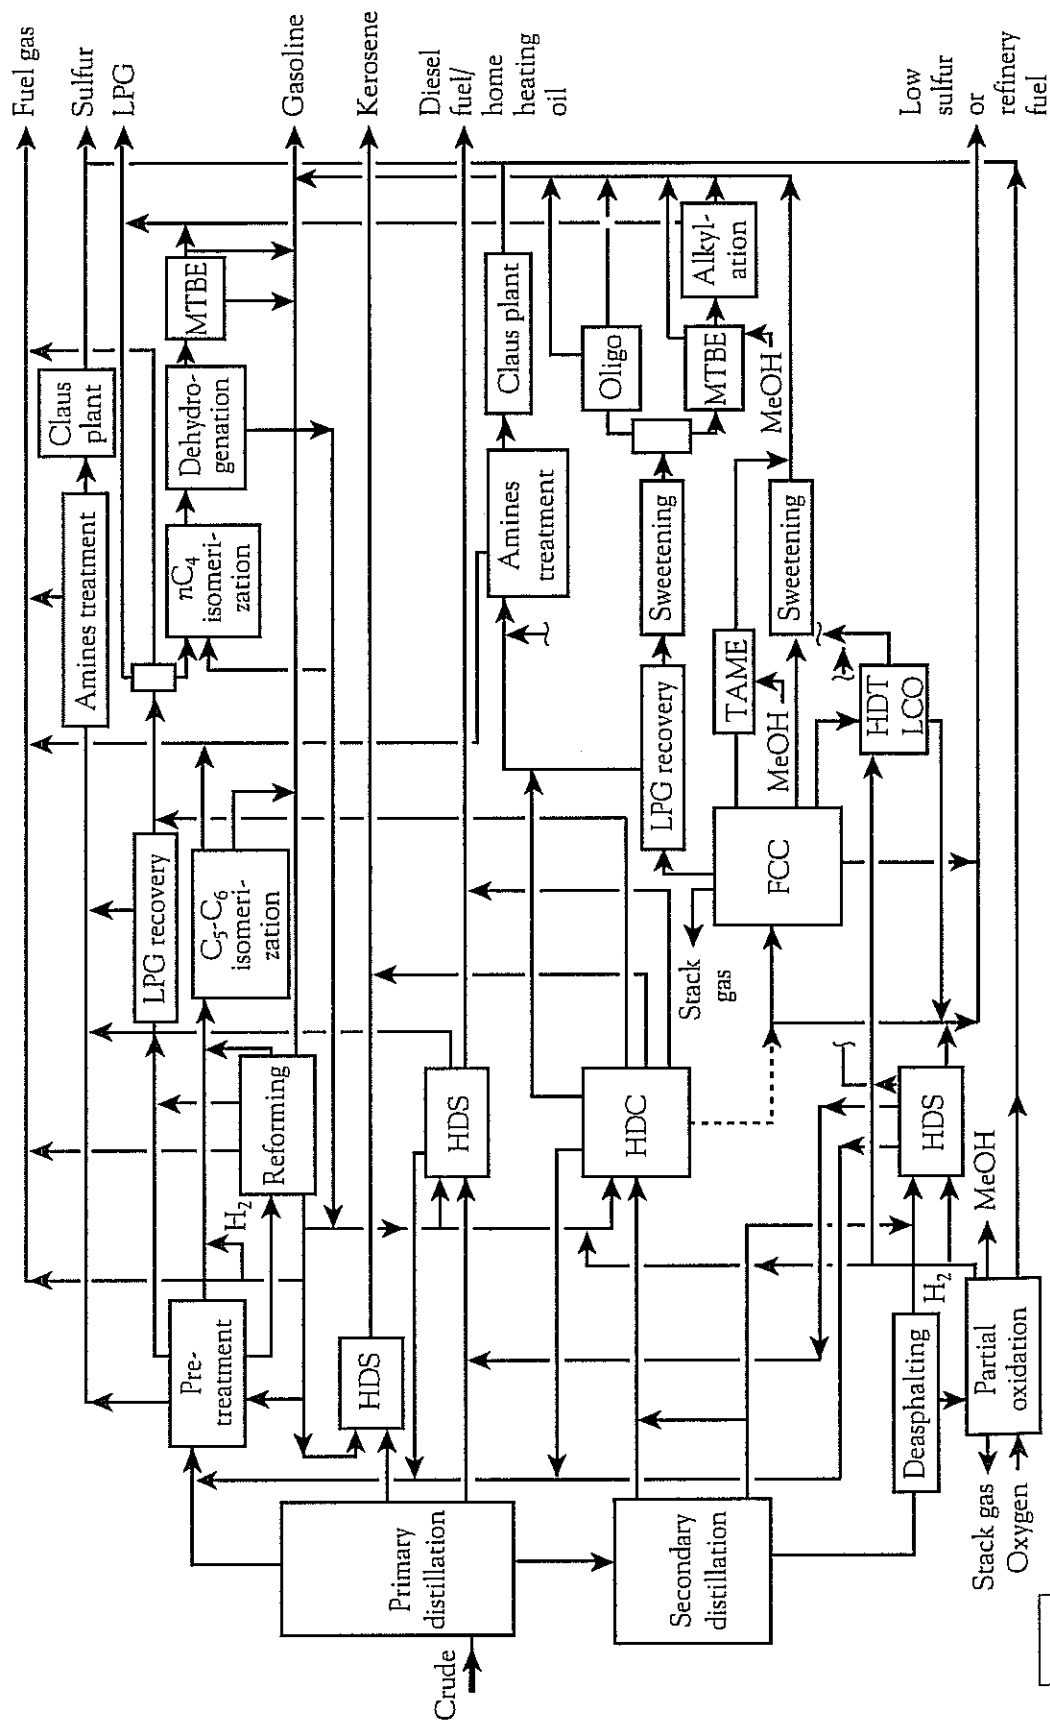 Fuel gas
Sulfur
LPG
Gasoline
Kerosene
Diesel
fuel/
home
heating
oil
Low
sulfur
or
refinery
fuel
Claus
plant
Amines treatment
MTBE
Dehydro-
genation
nC₄
isomeri-
zation
LPG recovery
C₅-C₆
isomeri-
zation
Reforming
H₂
Pre-
treatment
HDS
Claus plant
Amines
treatment
HDS
Primary
distillation
Crude
Oligo
Alkyl-
ation
MTBE
MeOH
Sweetening
LPG recovery
TAME
MeOH
Sweetening
HDT
LCO
FCC
Stack
gas
HDC
Secondary
distillation
HDS
MeOH
H₂
Deasphalting
Partial
oxidation
Stack gas
Oxygen